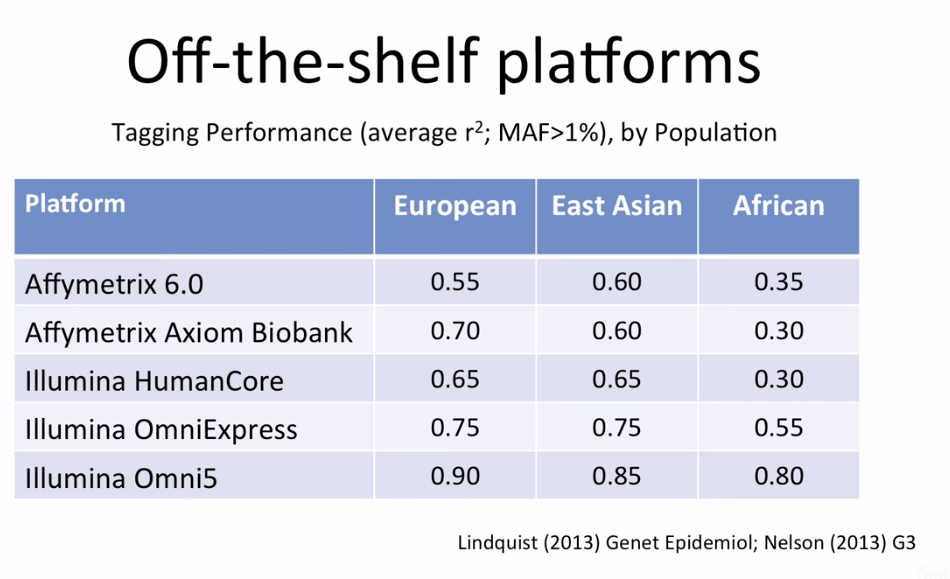 Off-the-shelf platforms
Tagging Performance (average r²; MAF>1%), by Population
Platform European East Asian African
Affymetrix 6.0 0.55 0.60 0.35
Affymetrix Axiom Biobank 0.70 0.60 0.30
Illumina HumanCore 0.65 0.65 0.30
Illumina OmniExpress 0.75 0.75 0.55
Illumina Omni5 0.90 0.85 0.80
Lindquist (2013) Genet Epidemiol; Nelson (2013) G3